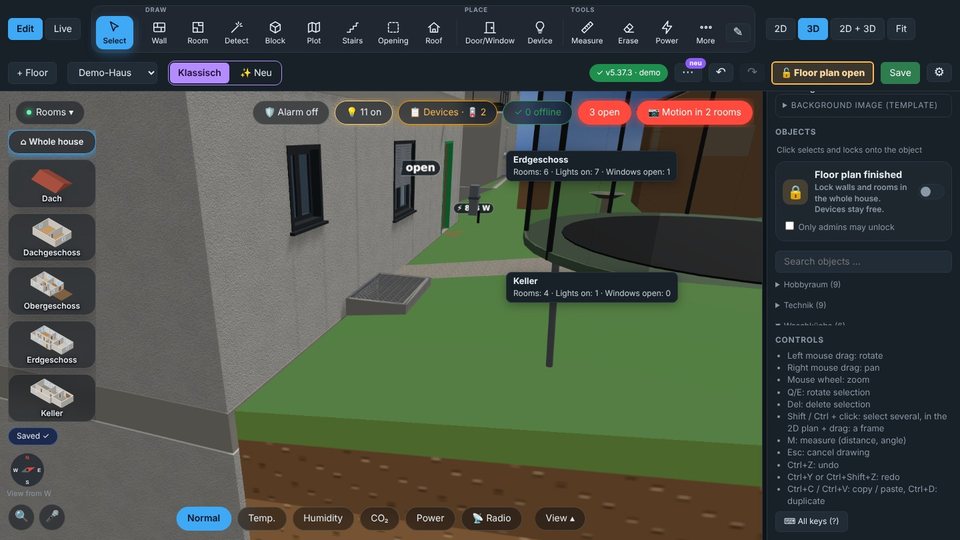 Edit
Live
DRAW
Select
Wall
Room
Detect
Block
Plot
Stairs
Opening
Roof
PLACE
Door/Window
Device
TOOLS
Measure
Erase
Power
More
2D
3D
2D + 3D
Fit
+ Floor
Demo-Haus
Klassisch
✨ Neu
✓ v5.37.3 · demo
neu
Floor plan open
Save
Rooms ▾
Alarm off
11 on
Devices · 2
✓ 0 offline
3 open
Motion in 2 rooms
⌂ Whole house
Dach
Dachgeschoss
Obergeschoss
Erdgeschoss
Keller
Saved ✓
N
W
E
S
View from W
open
W
Erdgeschoss
Rooms: 6 · Lights on: 7 · Windows open: 1
Keller
Rooms: 4 · Lights on: 1 · Windows open: 0
Normal
Temp.
Humidity
CO₂
Power
Radio
View ▴
▶ BACKGROUND IMAGE (TEMPLATE)
OBJECTS
Click selects and locks onto the object
Floor plan finished
Lock walls and rooms in
the whole house.
Devices stay free.
Only admins may unlock
Search objects ...
▶ Hobbyraum (9)
▶ Technik (9)
CONTROLS
• Left mouse drag: rotate
• Right mouse drag: pan
• Mouse wheel: zoom
• Q/E: rotate selection
• Del: delete selection
• Shift / Ctrl + click: select several, in the
2D plan + drag: a frame
• M: measure (distance, angle)
• Esc: cancel drawing
• Ctrl+Z: undo
• Ctrl+Y or Ctrl+Shift+Z: redo
• Ctrl+C / Ctrl+V: copy / paste, Ctrl+D:
duplicate
All keys (?)